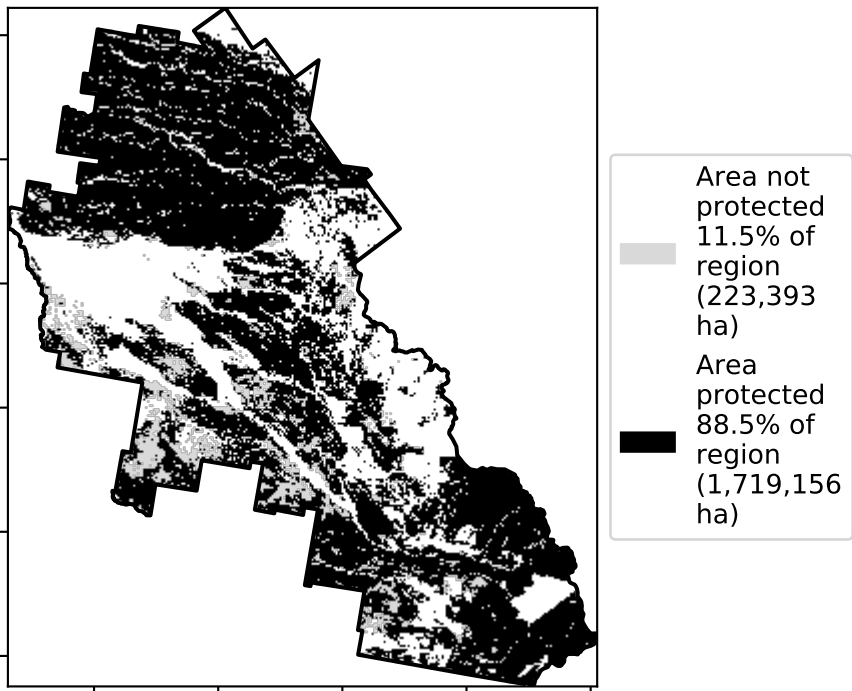 Area not
protected
11.5% of
region
(223,393
ha)
Area
protected
88.5% of
region
(1,719,156
ha)